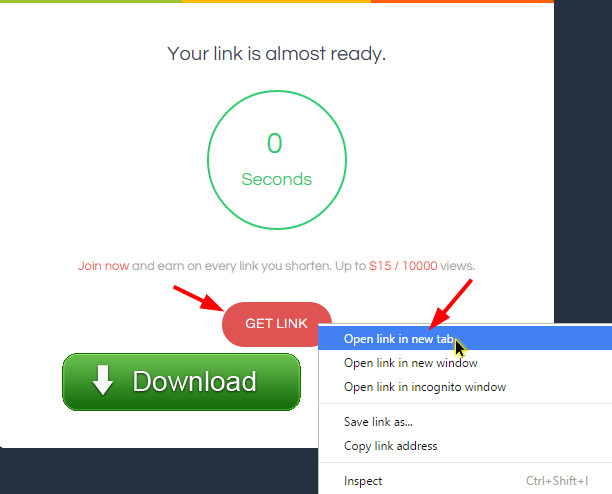 Your link is almost ready.
0
Seconds
Join now and earn on every link you shorten. Up to $15 / 10000 views.
GET LINK
Download
Open link in new tab
Open link in new window
Open link in incognito window
Save link as...
Copy link address
Inspect Ctrl+Shift+I